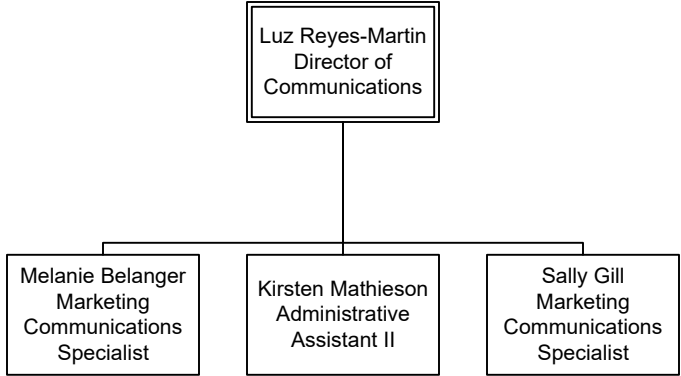 Luz Reyes-Martin
Director of
Communications
Melanie Belanger
Marketing
Communications
Specialist
Kirsten Mathieson
Administrative
Assistant II
Sally Gill
Marketing
Communications
Specialist